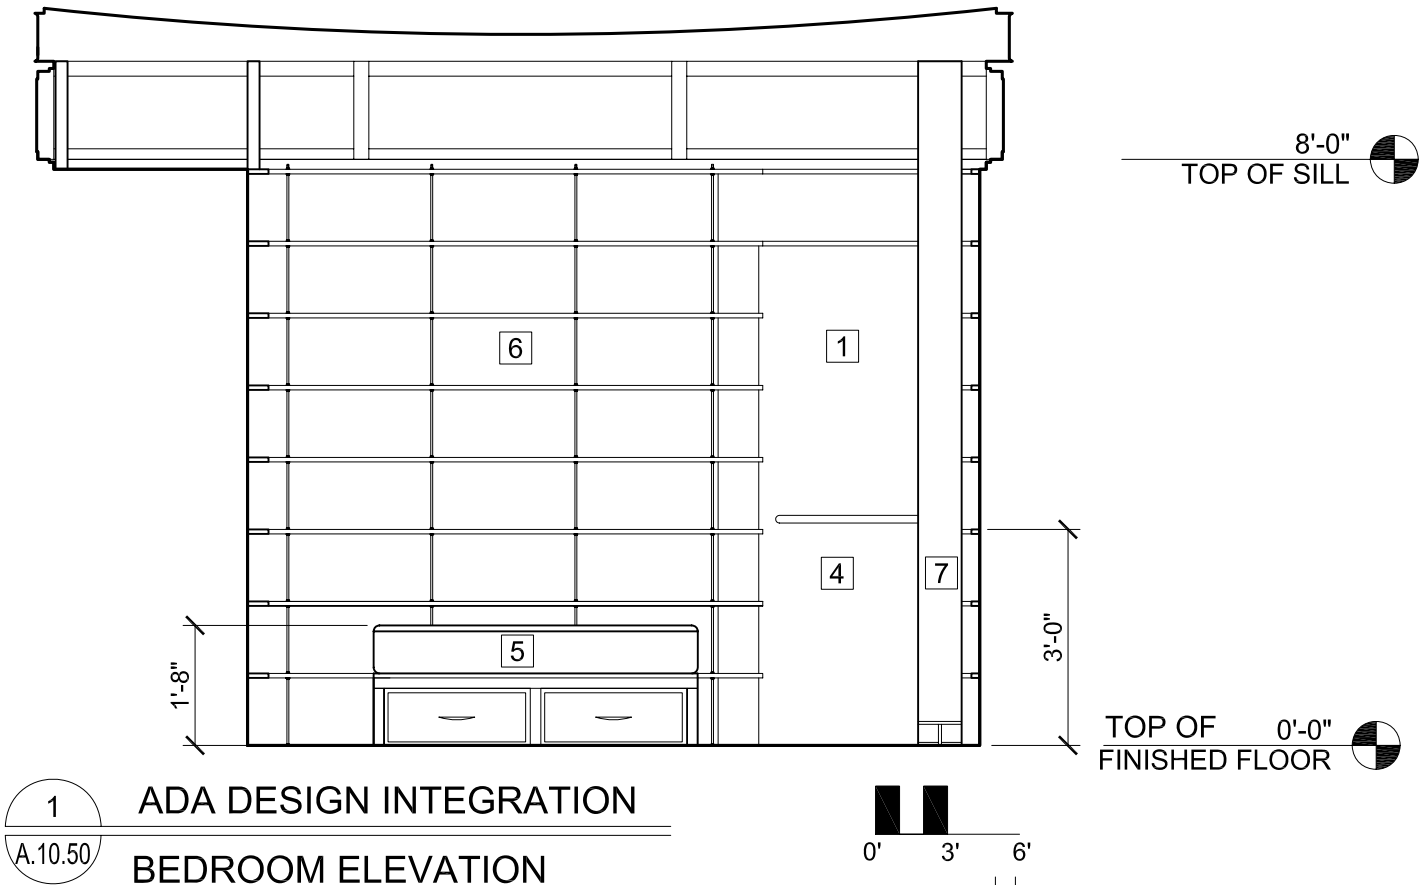 8'-0"
TOP OF SILL
6
1
4
7
3'-0"
5
1'-8"
TOP OF 0'-0"
FINISHED FLOOR
1
ADA DESIGN INTEGRATION
A.10.50
BEDROOM ELEVATION
0' 3' 6'